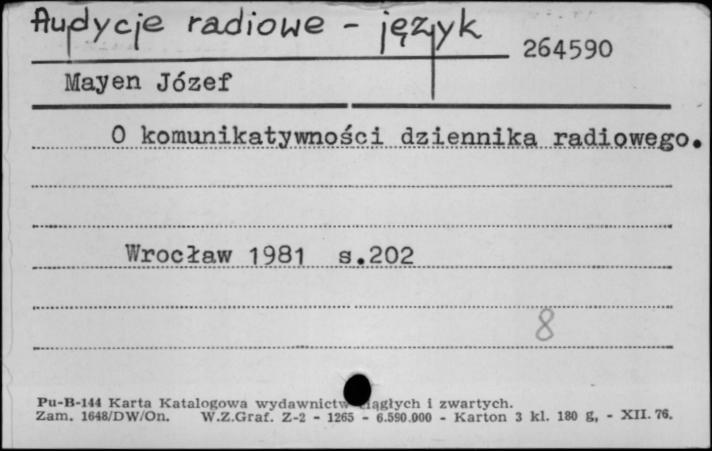 Audycje radiowe - język
264590
Mayen Józef
O komunikatywności dziennika radiowego.
Wrocław 1981 s.202
8
Pu-B-144 Karta Katalogowa wydawnictw ciągłych i zwartych.
Zam. 1648/DW/On. W.Z.Graf. Z-2 - 1265 - 6.590.000 - Karton 3 kl. 180 g, - XII. 76.